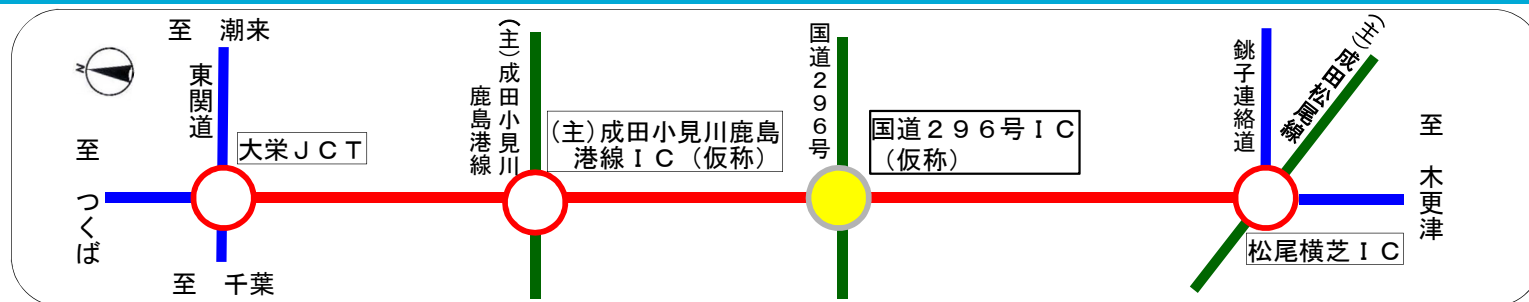 至　潮来
N
東関道
至　つくば
大栄ＪＣＴ
至　千葉
(主)成田小見川
鹿島港線
(主)成田小見川鹿島
港線ＩＣ（仮称）
国道２９６号
国道２９６号ＩＣ
（仮称）
銚子連絡道
(主)成田松尾線
至　木更津
松尾横芝ＩＣ